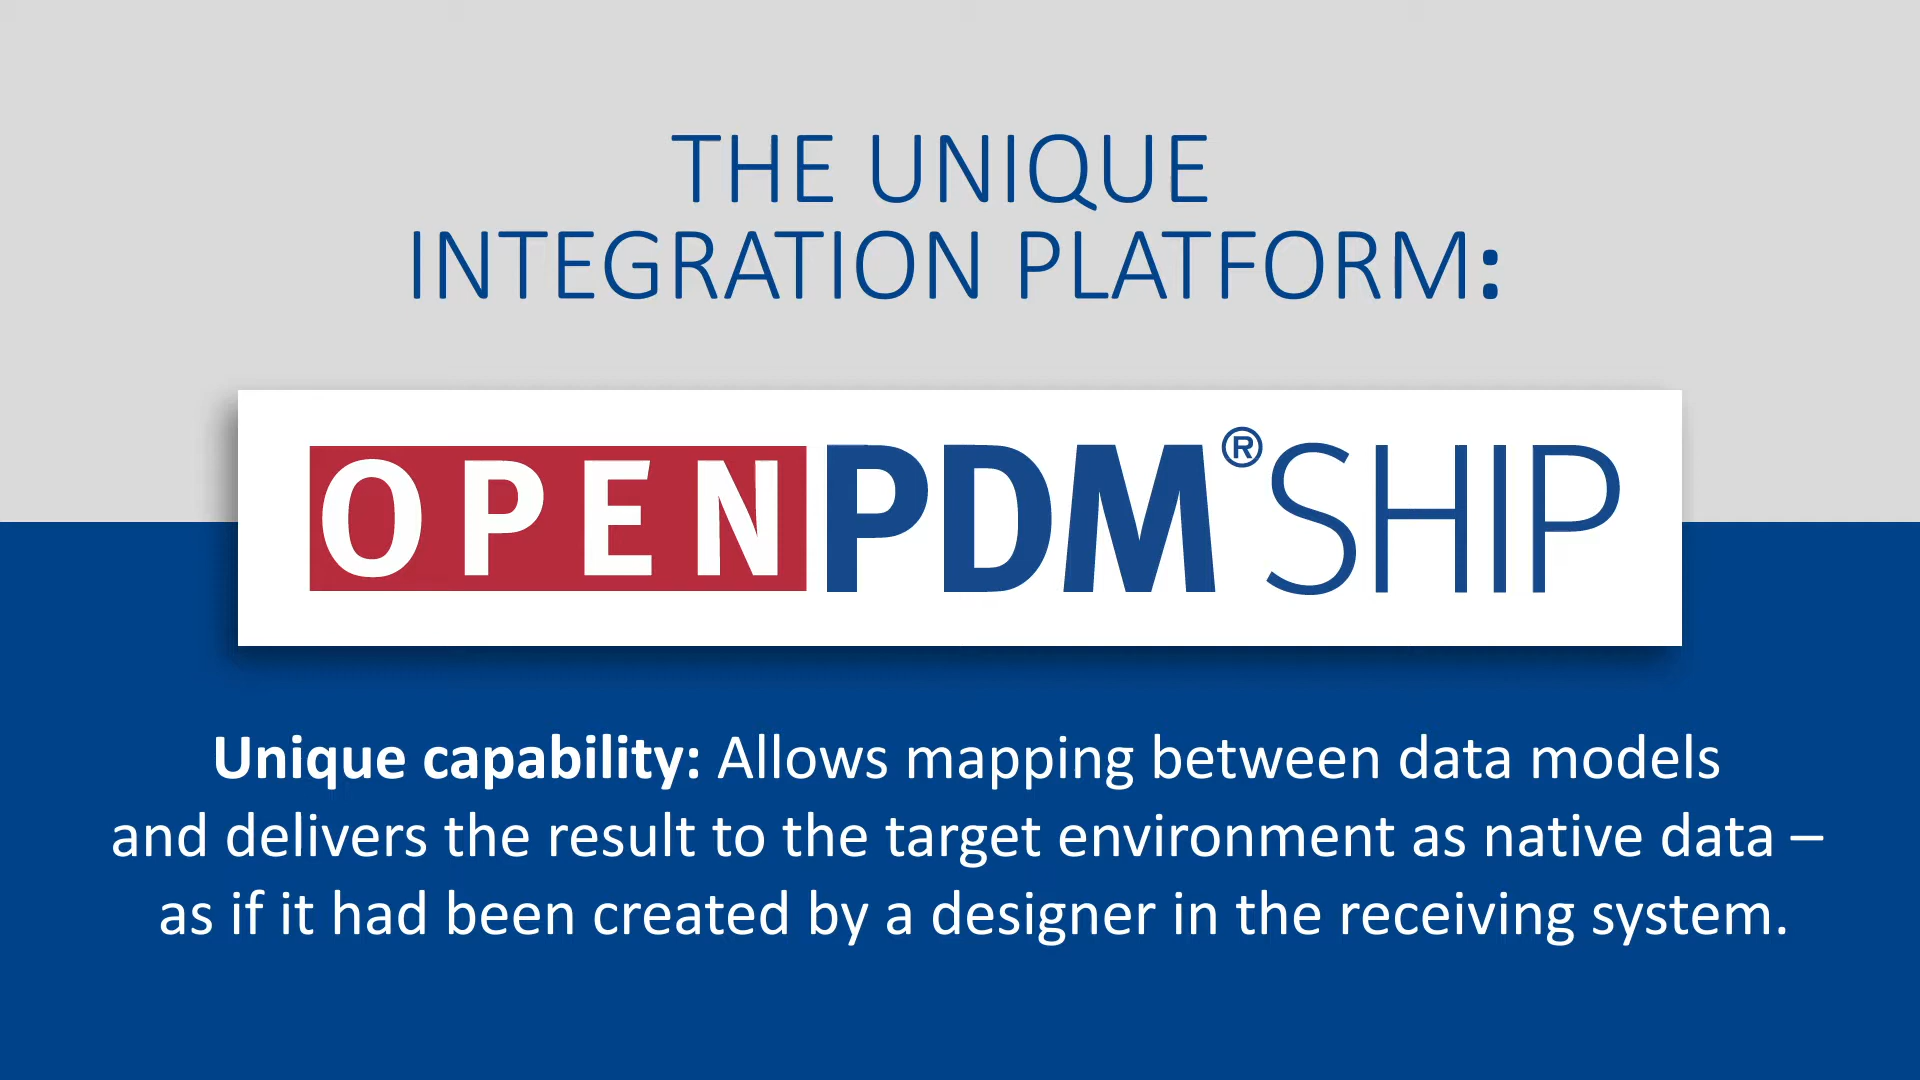 THE UNIQUE
INTEGRATION PLATFORM:
OPENPDM®SHIP
Unique capability: Allows mapping between data models
and delivers the result to the target environment as native data –
as if it had been created by a designer in the receiving system.